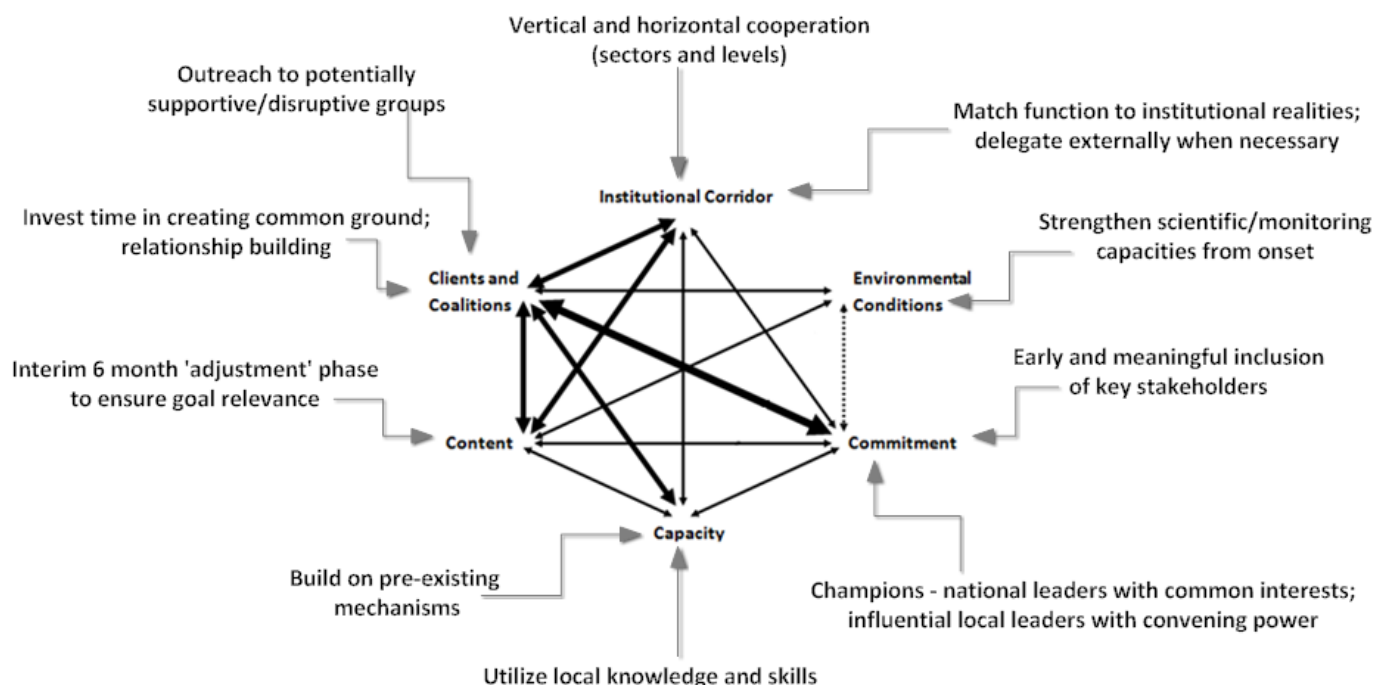 Vertical and horizontal cooperation
(sectors and levels)
Outreach to potentially
supportive/disruptive groups
Match function to institutional realities;
delegate externally when necessary
Institutional Corridor
Invest time in creating common ground;
relationship building
Strengthen scientific/monitoring
capacities from onset
Clients and
Coalitions
Environmental
Conditions
Interim 6 month 'adjustment' phase
to ensure goal relevance
Early and meaningful inclusion
of key stakeholders
Content
Commitment
Capacity
Build on pre-existing
mechanisms
Champions - national leaders with common interests;
influential local leaders with convening power
Utilize local knowledge and skills